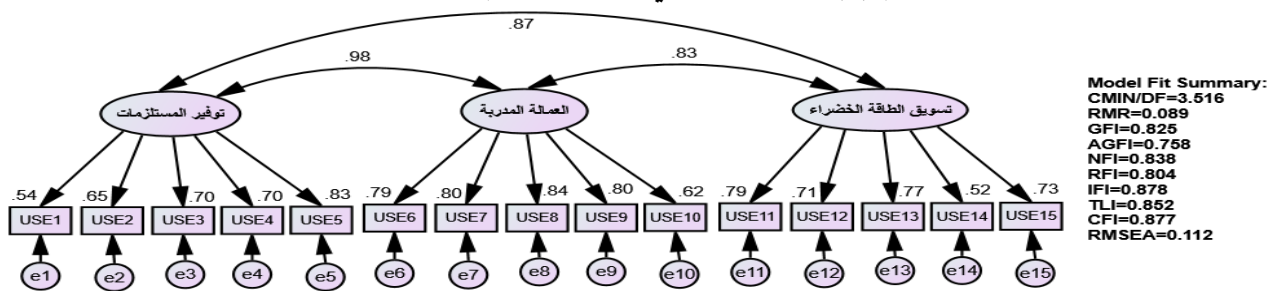 .87
.98
.83
توفير المستلزمات
العمالة المدربة
تسويق الطاقة الخضراء
.54
.65
.70
.70
.83
.79
.80
.84
.80
.62
.79
.71
.77
.52
.73
USE1
USE2
USE3
USE4
USE5
USE6
USE7
USE8
USE9
USE10
USE11
USE12
USE13
USE14
USE15
e1
e2
e3
e4
e5
e6
e7
e8
e9
e10
e11
e12
e13
e14
e15
Model Fit Summary:
CMIN/DF=3.516
RMR=0.089
GFI=0.825
AGFI=0.758
NFI=0.838
RFI=0.804
IFI=0.878
TLI=0.852
CFI=0.877
RMSEA=0.112